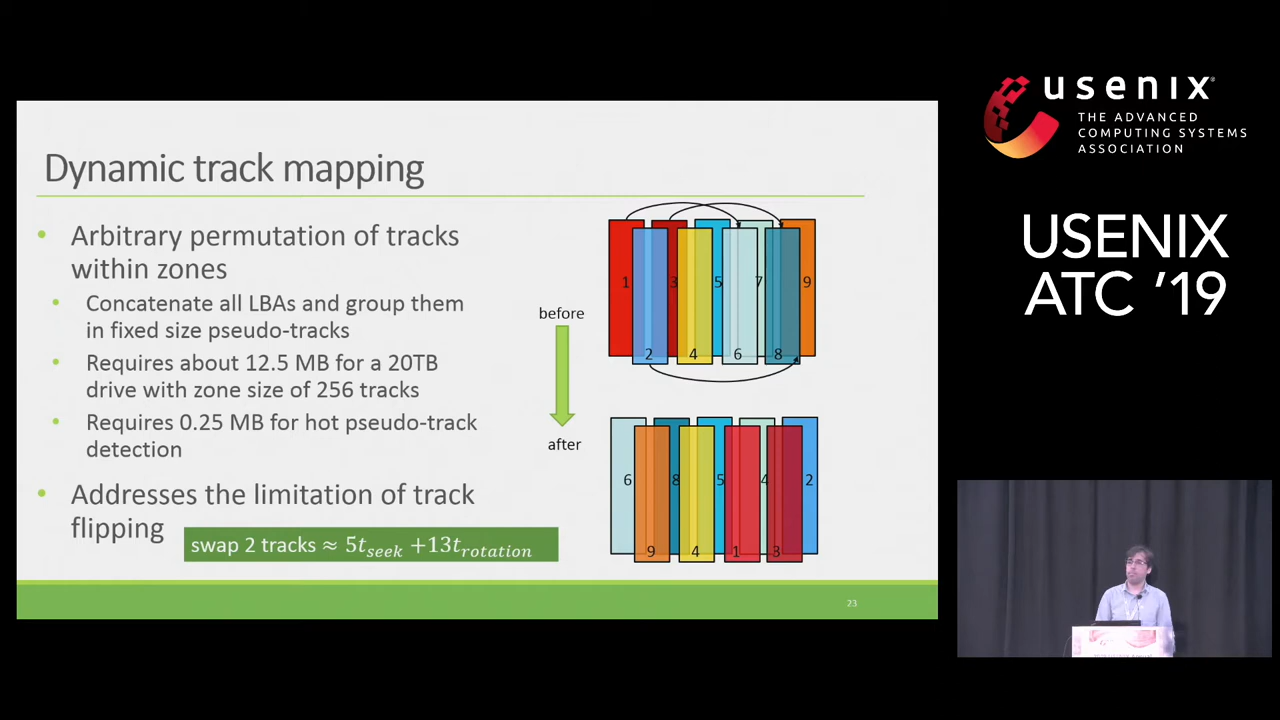 Dynamic track mapping
• Arbitrary permutation of tracks
within zones
• Concatenate all LBAs and group them
in fixed size pseudo-tracks
• Requires about 12.5 MB for a 20TB
drive with zone size of 256 tracks
• Requires 0.25 MB for hot pseudo-track
detection
• Addresses the limitation of track
flipping
swap 2 tracks ≈ 5t_seek +13t_rotation
before
after
1 3 5 7 9
2 4 6 8
6 8 5 4 2
9 4 1 3
23
usenix
THE ADVANCED
COMPUTING SYSTEMS
ASSOCIATION
USENIX
ATC '19